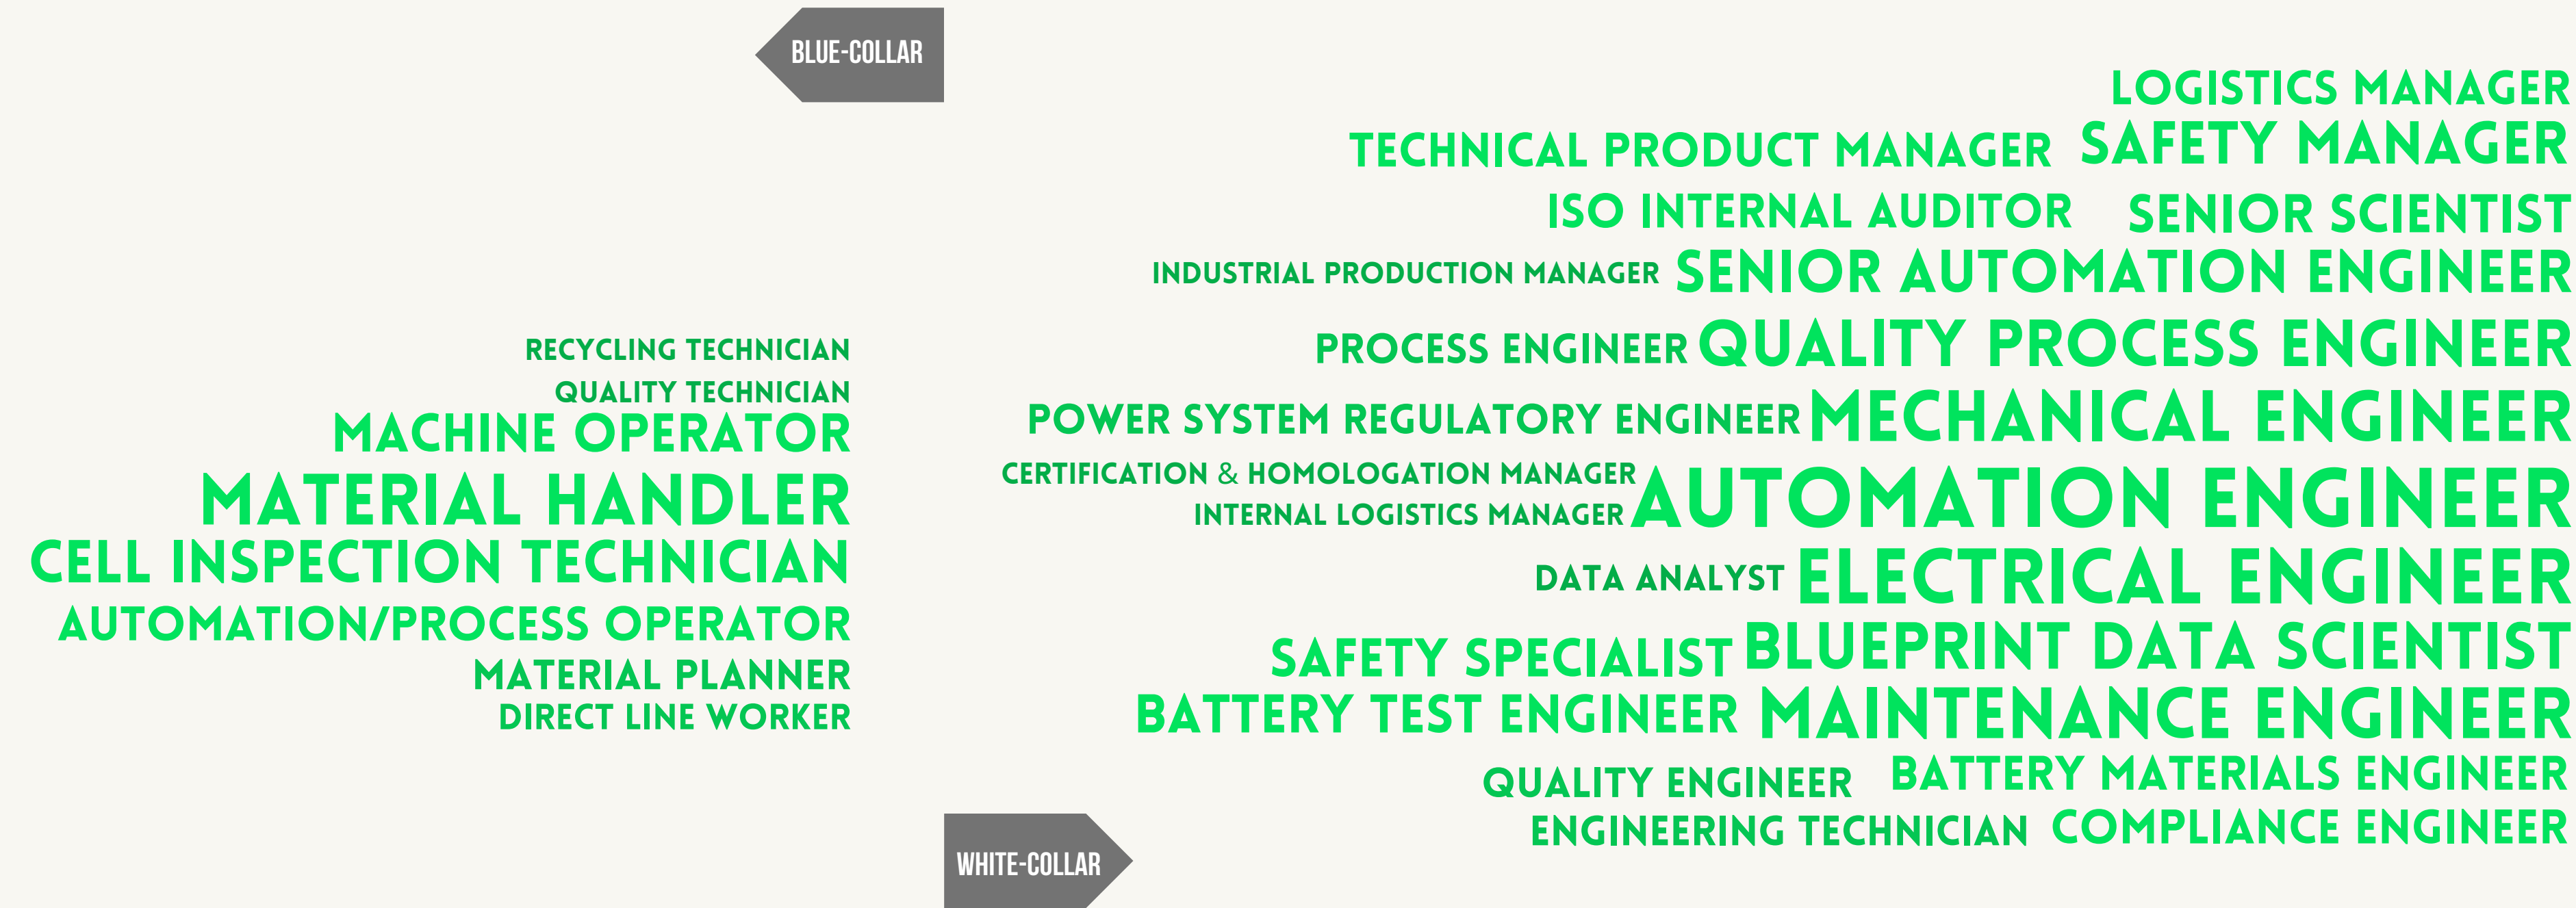 BLUE-COLLAR
RECYCLING TECHNICIAN
QUALITY TECHNICIAN
MACHINE OPERATOR
MATERIAL HANDLER
CELL INSPECTION TECHNICIAN
AUTOMATION/PROCESS OPERATOR
MATERIAL PLANNER
DIRECT LINE WORKER
LOGISTICS MANAGER
TECHNICAL PRODUCT MANAGER
SAFETY MANAGER
ISO INTERNAL AUDITOR
SENIOR SCIENTIST
INDUSTRIAL PRODUCTION MANAGER
SENIOR AUTOMATION ENGINEER
PROCESS ENGINEER
QUALITY PROCESS ENGINEER
POWER SYSTEM REGULATORY ENGINEER
MECHANICAL ENGINEER
CERTIFICATION & HOMOLOGATION MANAGER
INTERNAL LOGISTICS MANAGER
AUTOMATION ENGINEER
DATA ANALYST
ELECTRICAL ENGINEER
SAFETY SPECIALIST
BLUEPRINT DATA SCIENTIST
BATTERY TEST ENGINEER
MAINTENANCE ENGINEER
QUALITY ENGINEER
BATTERY MATERIALS ENGINEER
ENGINEERING TECHNICIAN
COMPLIANCE ENGINEER
WHITE-COLLAR